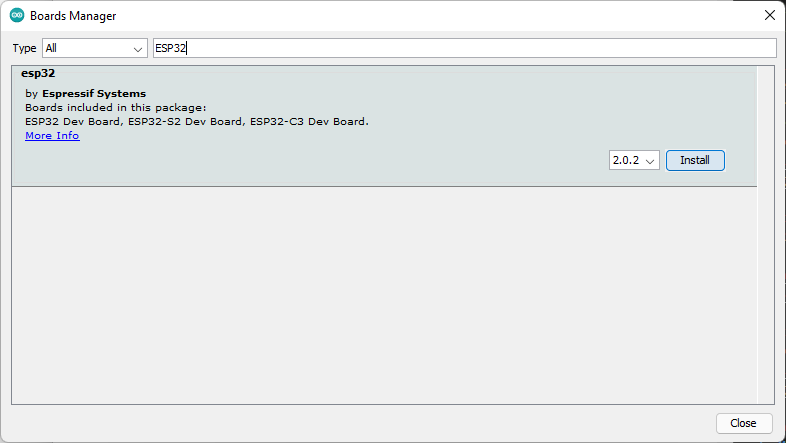 Boards Manager
Type All ESP32
esp32
by Espressif Systems
Boards included in this package:
ESP32 Dev Board, ESP32-S2 Dev Board, ESP32-C3 Dev Board.
More Info
2.0.2 Install
Close